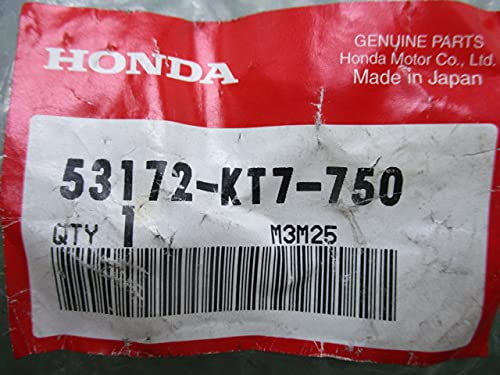 HONDA
GENUINE PARTS
Honda Motor Co., Ltd.
Made in Japan
53172-KT7-750
QTY 1 M3M25